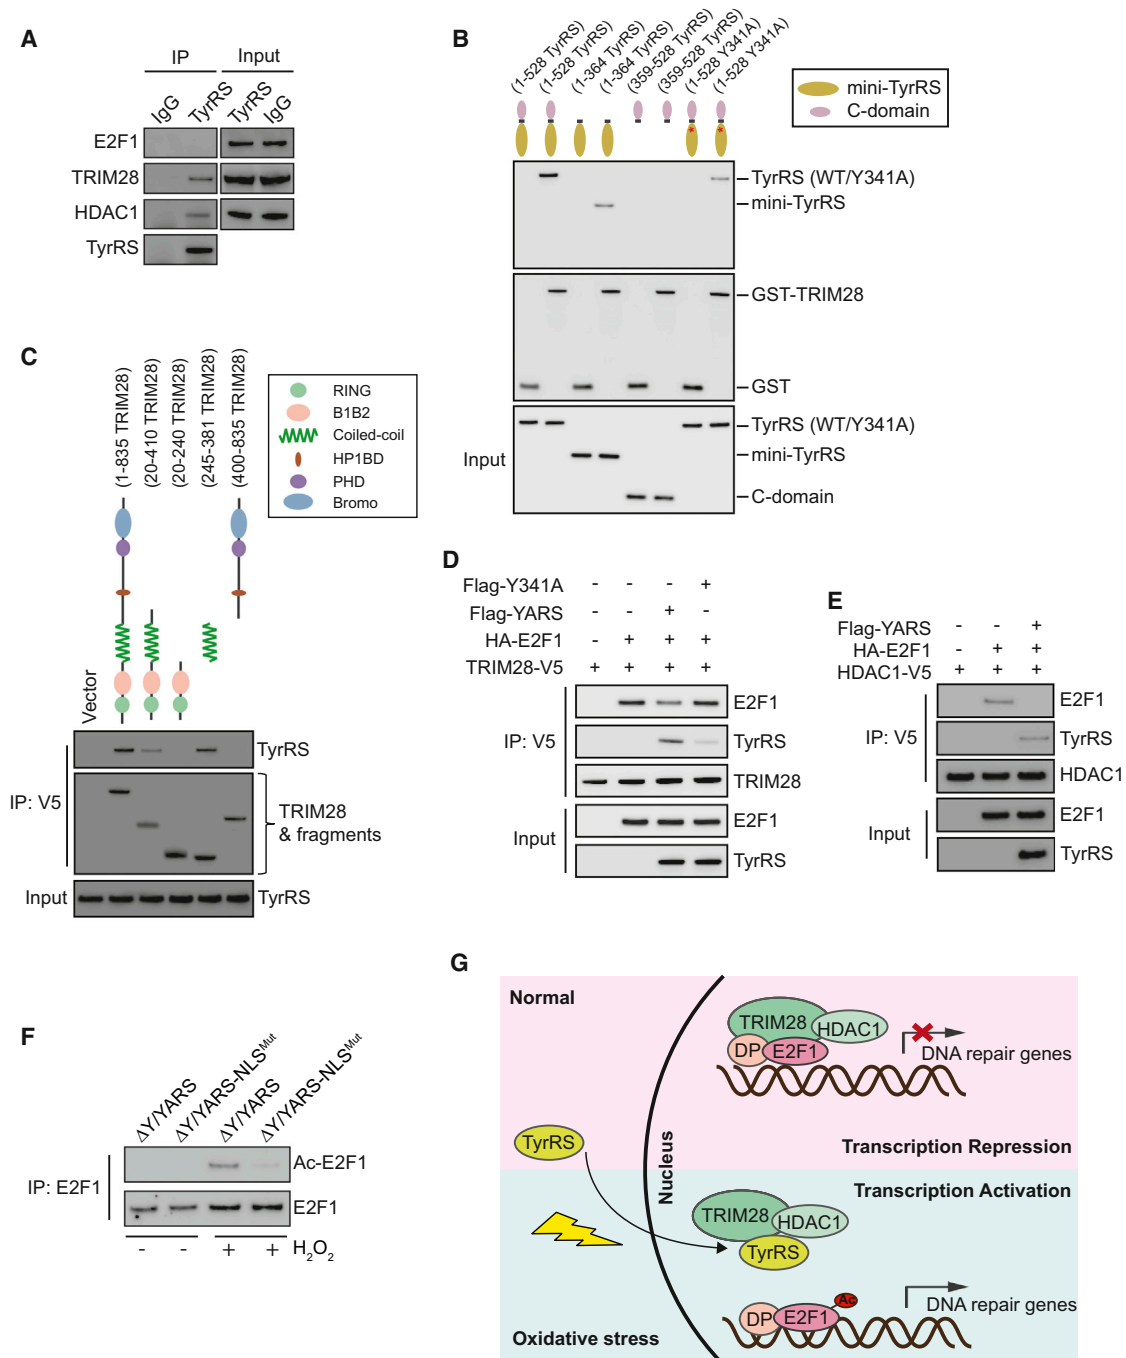 A
IP
Input
IgG
TyrRS
TyrRS
IgG
E2F1
TRIM28
HDAC1
TyrRS
B
(1-528 TyrRS)
(1-528 TyrRS)
(1-364 TyrRS)
(1-364 TyrRS)
(359-528 TyrRS)
(359-528 TyrRS)
(1-528 Y341A)
(1-528 Y341A)
mini-TyrRS
C-domain
*
*
TyrRS (WT/Y341A)
mini-TyrRS
GST-TRIM28
GST
Input
TyrRS (WT/Y341A)
mini-TyrRS
C-domain
C
(1-835 TRIM28)
(20-410 TRIM28)
(20-240 TRIM28)
(245-381 TRIM28)
(400-835 TRIM28)
RING
B1B2
Coiled-coil
HP1BD
PHD
Bromo
Vector
IP: V5
TyrRS
TRIM28
& fragments
Input
TyrRS
D
Flag-Y341A - - - +
Flag-YARS - - + -
HA-E2F1 - + + +
TRIM28-V5 + + + +
IP: V5
E2F1
TyrRS
TRIM28
Input
E2F1
TyrRS
E
Flag-YARS - - +
HA-E2F1 - + +
HDAC1-V5 + + +
IP: V5
E2F1
TyrRS
HDAC1
Input
E2F1
TyrRS
F
ΔY/YARS
ΔY/YARS-NLS^Mut
ΔY/YARS
ΔY/YARS-NLS^Mut
IP: E2F1
Ac-E2F1
E2F1
- - + + H₂O₂
G
Normal
TRIM28
HDAC1
DP
E2F1
DNA repair genes
TyrRS
Nucleus
Transcription Repression
Transcription Activation
TRIM28
HDAC1
TyrRS
Ac
DP
E2F1
DNA repair genes
Oxidative stress